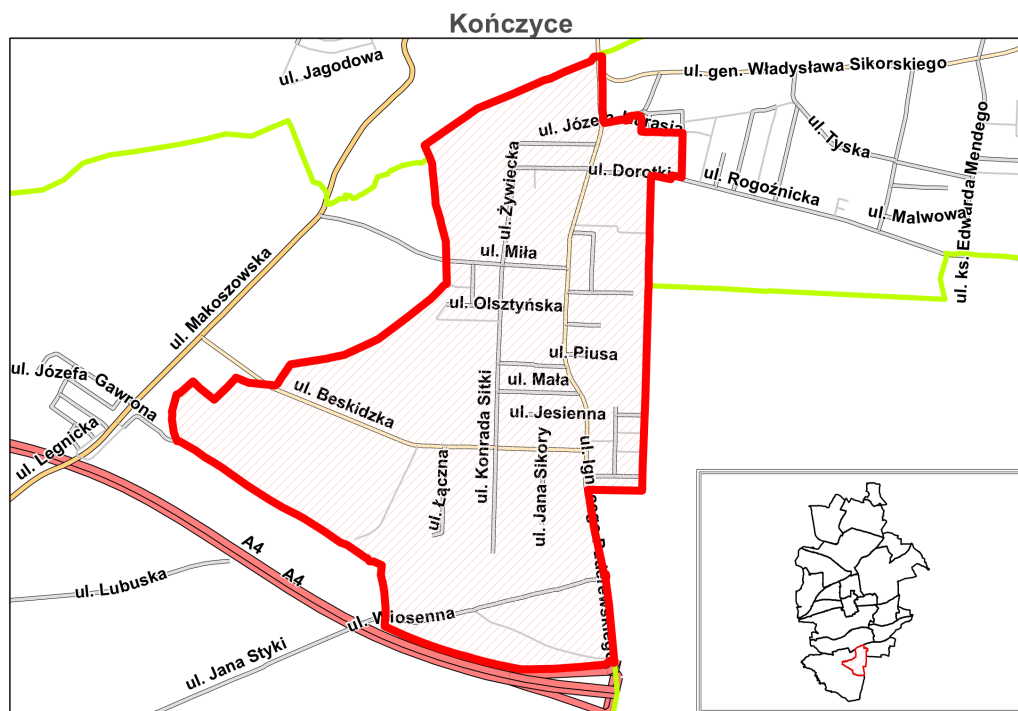 Kończyce
ul. Jagodowa
ul. gen. Władysława Sikorskiego
ul. Józefa
ul. Tyska
ul. ks. Edwarda Mendego
ul. Dorotki
ul. Rogoźnicka
ul. Żywiecka
ul. Malwowa
ul. Miła
ul. Makoszowska
ul. Olsztyńska
ul. Piusa
ul. Józefa Gawrona
ul. Mała
ul. Beskidzka
ul. Konrada Sitki
ul. Jesienna
ul. Legnicka
ul. Łączna
ul. Jana Sikory
A4
A4
ul. Lubuska
ul. Wiosenna
ul. Jana Styki